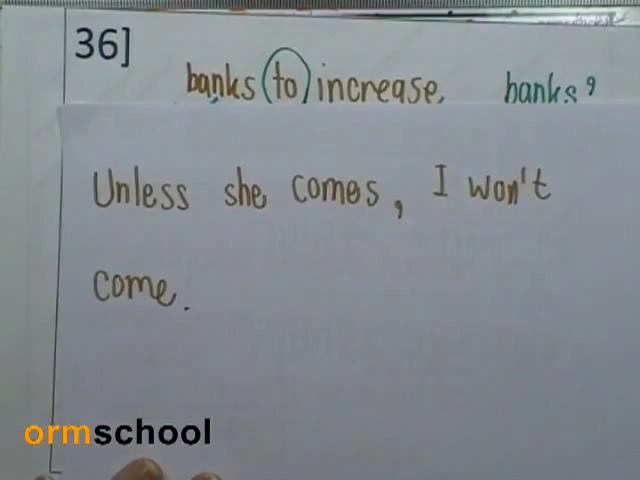 36]
banks to increase. banks'
Unless she comes, I won't
come.
ormschool